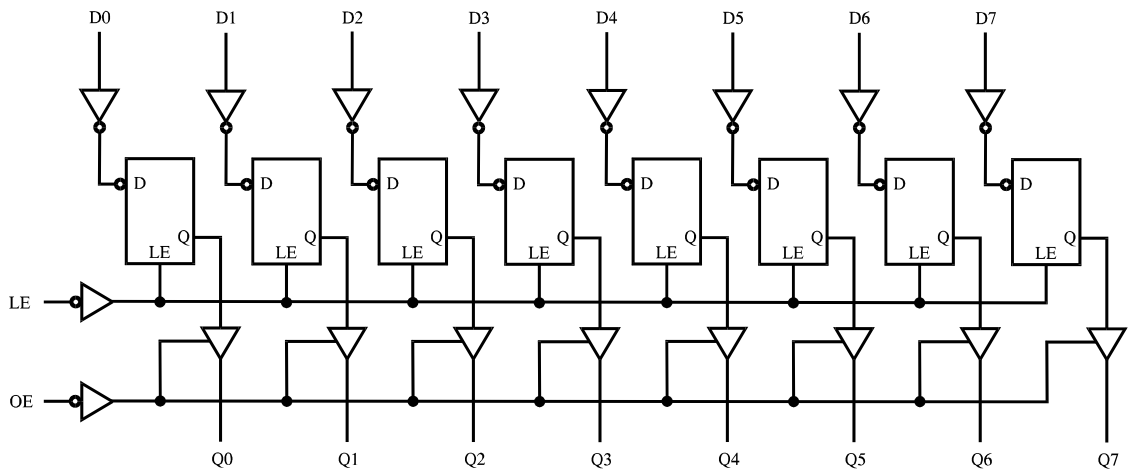 D0 D1 D2 D3 D4 D5 D6 D7
D D D D D D D D
Q Q Q Q Q Q Q Q
LE LE LE LE LE LE LE LE
LE
OE
Q0 Q1 Q2 Q3 Q4 Q5 Q6 Q7